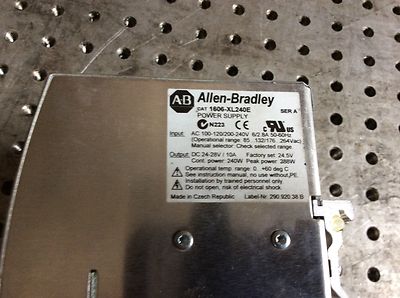 AB Allen-Bradley
CAT 1606-XL240E SER A
POWER SUPPLY
N223 CE c UL us
Input: AC 100-120/200-240V 6/2.8A 50-60Hz
(Operational range: 85...132/176...264Vac)
Manual selector: Check selected range
Output: DC 24-28V / 10A Factory set: 24.5V
Cont. power: 240W Peak power: 288W
Operational temp. range: 0...+60 deg C
See instruction manual, no use without PE.
Installation by trained personnel only
Do not open, risk of electrical shock.
Made in Czech Republic Label-Nr. 290.920.38 B